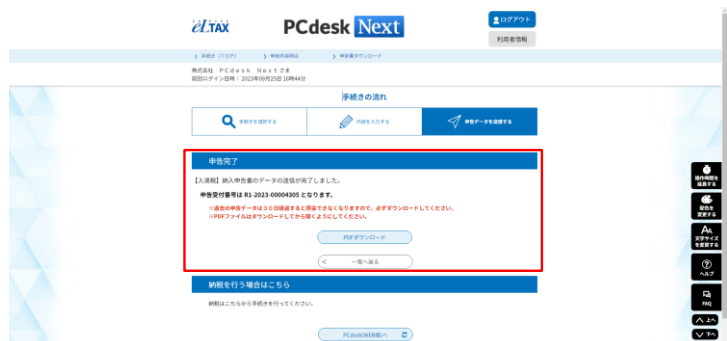 eLTAX
PCdesk Next
ログアウト
利用者情報
手続き（TOP）
申告書ダウンロード
株式会社 PCdesk Nextさま
前回ログイン日時：2023年09月25日 16時44分
手続きの流れ
手続きを選択する
内容を入力する
申告データを送信する
申告完了
【入湯税】納入申告書のデータの送信が完了しました。
申告受付番号は R1-2023-00004305 となります。
※過去の申告データは３０日経過すると照会できなくなりますので、必ずダウンロードしてください。
※PDFファイルはダウンロードしてから開くようにしてください。
PDFダウンロード
一覧へ戻る
納税を行う場合はこちら
納税はこちらから手続きを行ってください。
PCdesk(WEB版)へ
操作時間を
延長する
配色を
変更する
文字サイズ
を変更する
ヘルプ
FAQ
上へ
下へ